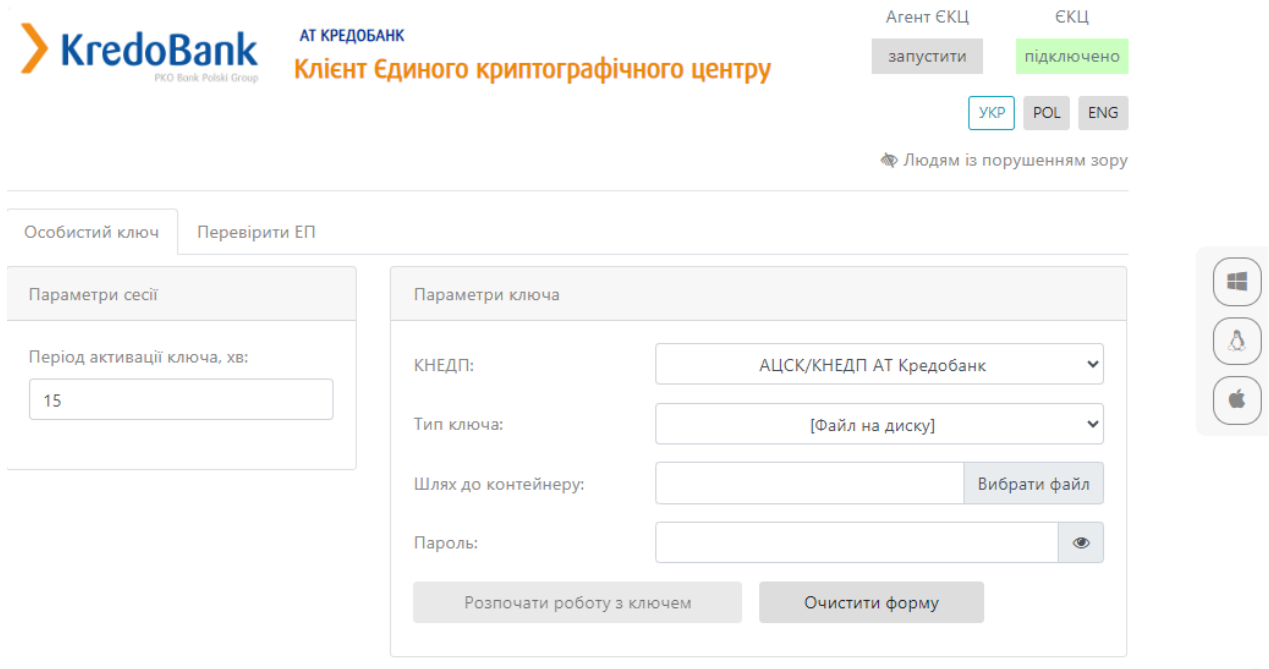 KredoBank
PKO Bank Polski Group
АТ КРЕДОБАНК
Клієнт Єдиного криптографічного центру
Агент ЄКЦ
ЄКЦ
запустити
підключено
УКР
POL
ENG
Людям із порушенням зору
Особистий ключ
Перевірити ЕП
Параметри сесії
Період активації ключа, хв:
15
Параметри ключа
КНЕДП:
АЦСК/КНЕДП АТ Кредобанк
Тип ключа:
[Файл на диску]
Шлях до контейнеру:
Вибрати файл
Пароль:
Розпочати роботу з ключем
Очистити форму